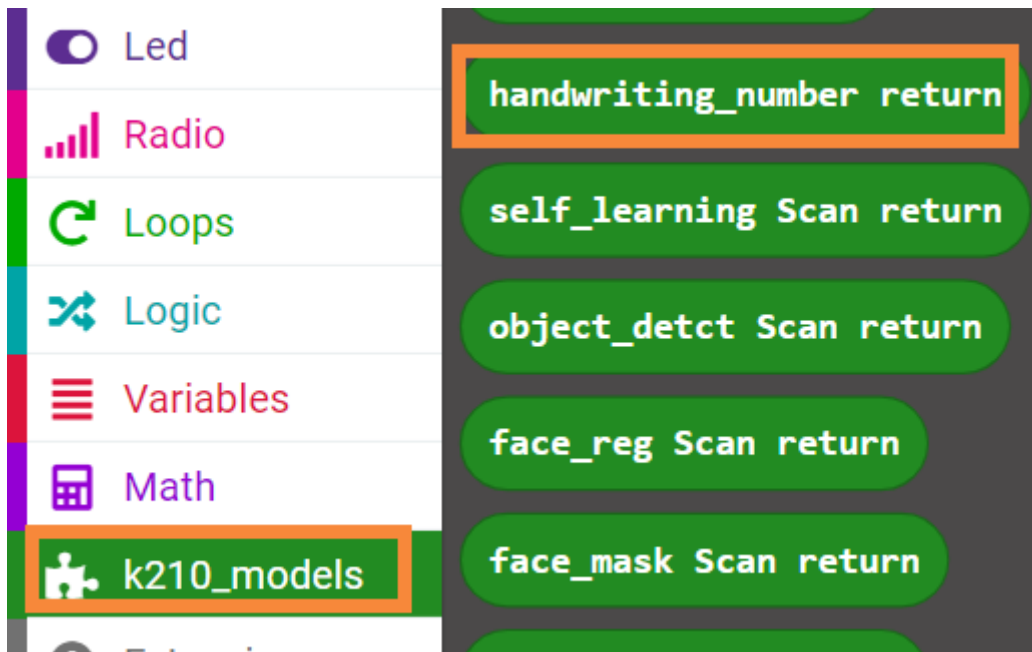 Led
Radio
Loops
Logic
Variables
Math
k210_models
handwriting_number return
self_learning Scan return
object_detct Scan return
face_reg Scan return
face_mask Scan return